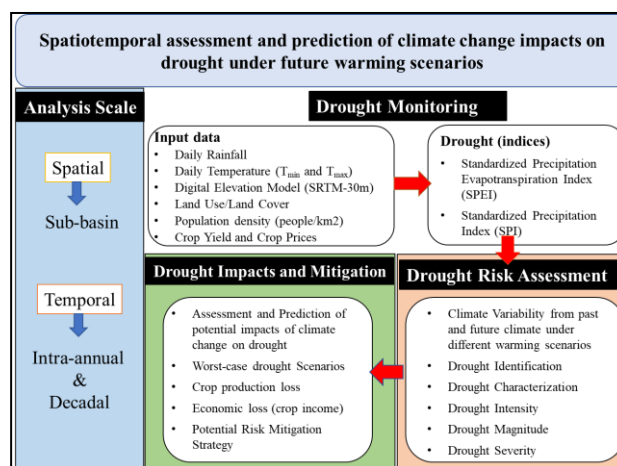 Spatiotemporal assessment and prediction of climate change impacts on
drought under future warming scenarios
Analysis Scale
Spatial
Sub-basin
Temporal
Intra-annual
&
Decadal
Drought Monitoring
Input data
• Daily Rainfall
• Daily Temperature (Tmin and Tmax)
• Digital Elevation Model (SRTM-30m)
• Land Use/Land Cover
• Population density (people/km2)
• Crop Yield and Crop Prices
Drought (indices)
• Standardized Precipitation
Evapotranspiration Index
(SPEI)
• Standardized Precipitation
Index (SPI)
Drought Risk Assessment
• Climate Variability from past
and future climate under
different warming scenarios
• Drought Identification
• Drought Characterization
• Drought Intensity
• Drought Magnitude
• Drought Severity
Drought Impacts and Mitigation
• Assessment and Prediction of
potential impacts of climate
change on drought
• Worst-case drought Scenarios
• Crop production loss
• Economic loss (crop income)
• Potential Risk Mitigation
Strategy